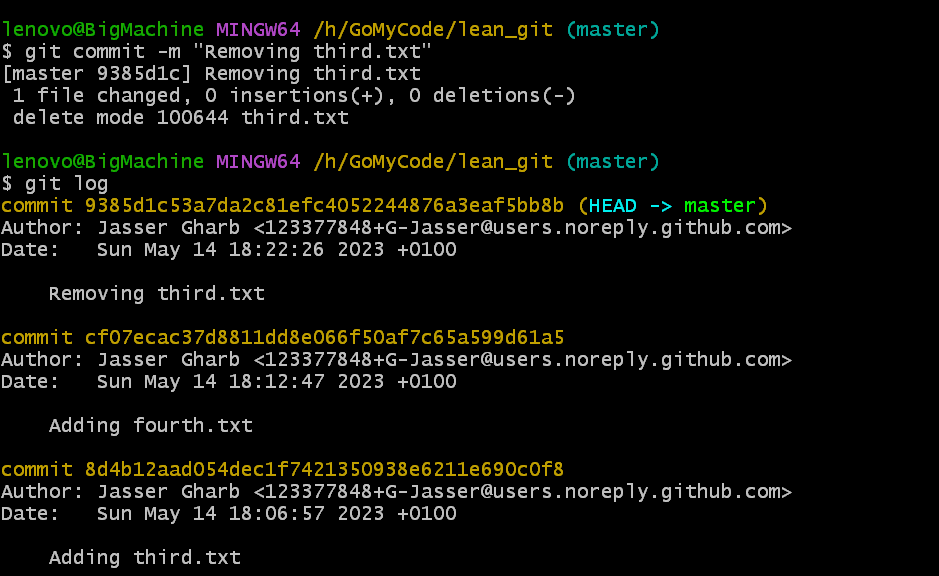 lenovo@BigMachine MINGW64 /h/GoMyCode/lean_git (master)
$ git commit -m "Removing third.txt"
[master 9385d1c] Removing third.txt
 1 file changed, 0 insertions(+), 0 deletions(-)
 delete mode 100644 third.txt

lenovo@BigMachine MINGW64 /h/GoMyCode/lean_git (master)
$ git log
commit 9385d1c53a7da2c81efc4052244876a3eaf5bb8b (HEAD -> master)
Author: Jasser Gharb <123377848+G-Jasser@users.noreply.github.com>
Date:   Sun May 14 18:22:26 2023 +0100

    Removing third.txt

commit cf07ecac37d8811dd8e066f50af7c65a599d61a5
Author: Jasser Gharb <123377848+G-Jasser@users.noreply.github.com>
Date:   Sun May 14 18:12:47 2023 +0100

    Adding fourth.txt

commit 8d4b12aad054dec1f7421350938e6211e690c0f8
Author: Jasser Gharb <123377848+G-Jasser@users.noreply.github.com>
Date:   Sun May 14 18:06:57 2023 +0100

    Adding third.txt